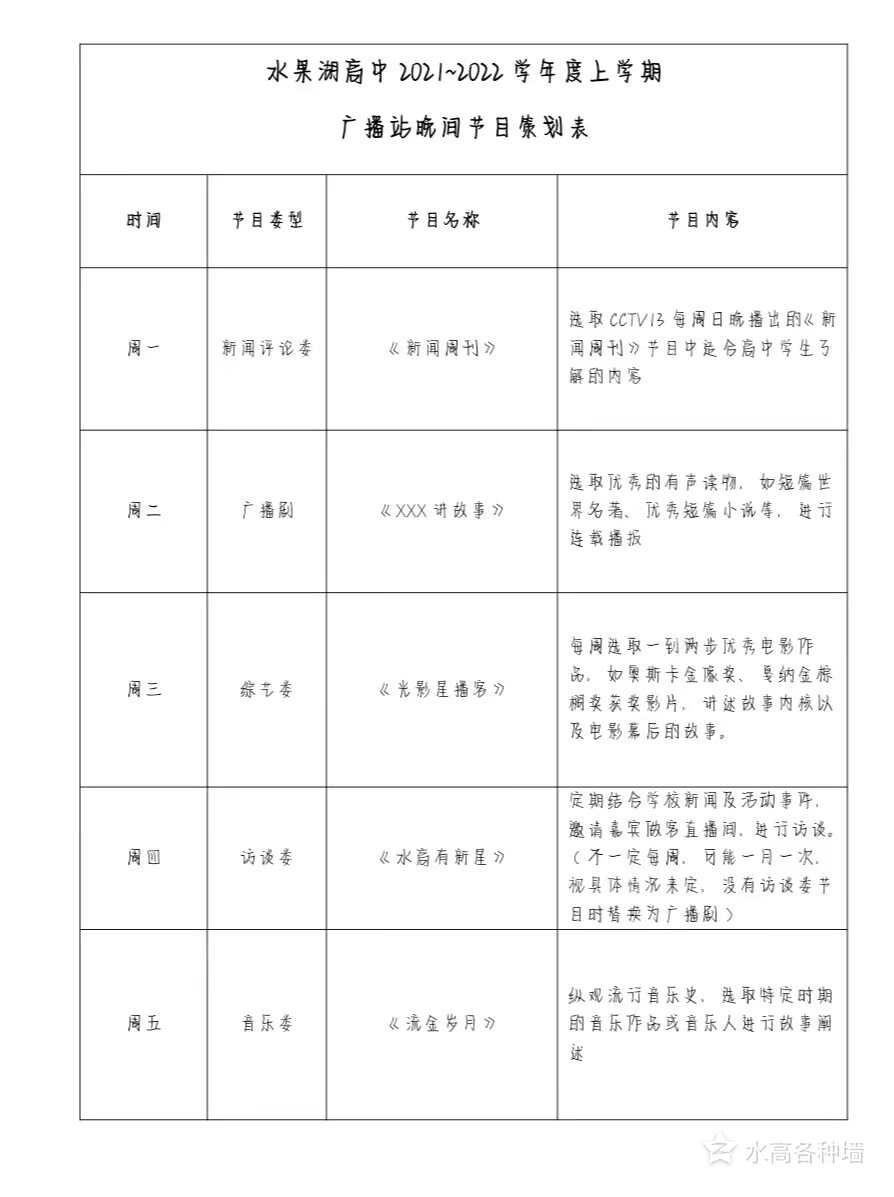 水果湖高中2021~2022学年度上学期
广播站晚间节目策划表
时间
节目类型
节目名称
节目内容
周一
新闻评论类
《新闻周刊》
选取CCTV13每周日晚播出的《新
闻周刊》节目中适合高中学生了
解的内容
周二
广播剧
《XXX讲故事》
选取优秀的有声读物，如短篇世
界名著、优秀短篇小说等，进行
连载播报
周三
综艺类
《光影星播客》
每周选取一到两步优秀电影作
品，如奥斯卡金像奖、戛纳金棕
榈奖获奖影片，讲述故事内核以
及电影幕后的故事。
周四
访谈类
《水高有新星》
定期结合学校新闻及活动事件，
邀请嘉宾做客直播间，进行访谈。
（不一定每周，可能一月一次，
视具体情况来定，没有访谈类节
目时替换为广播剧）
周五
音乐类
《流金岁月》
纵观流行音乐史，选取特定时期
的音乐作品或音乐人进行故事阐
述
水高各种墙